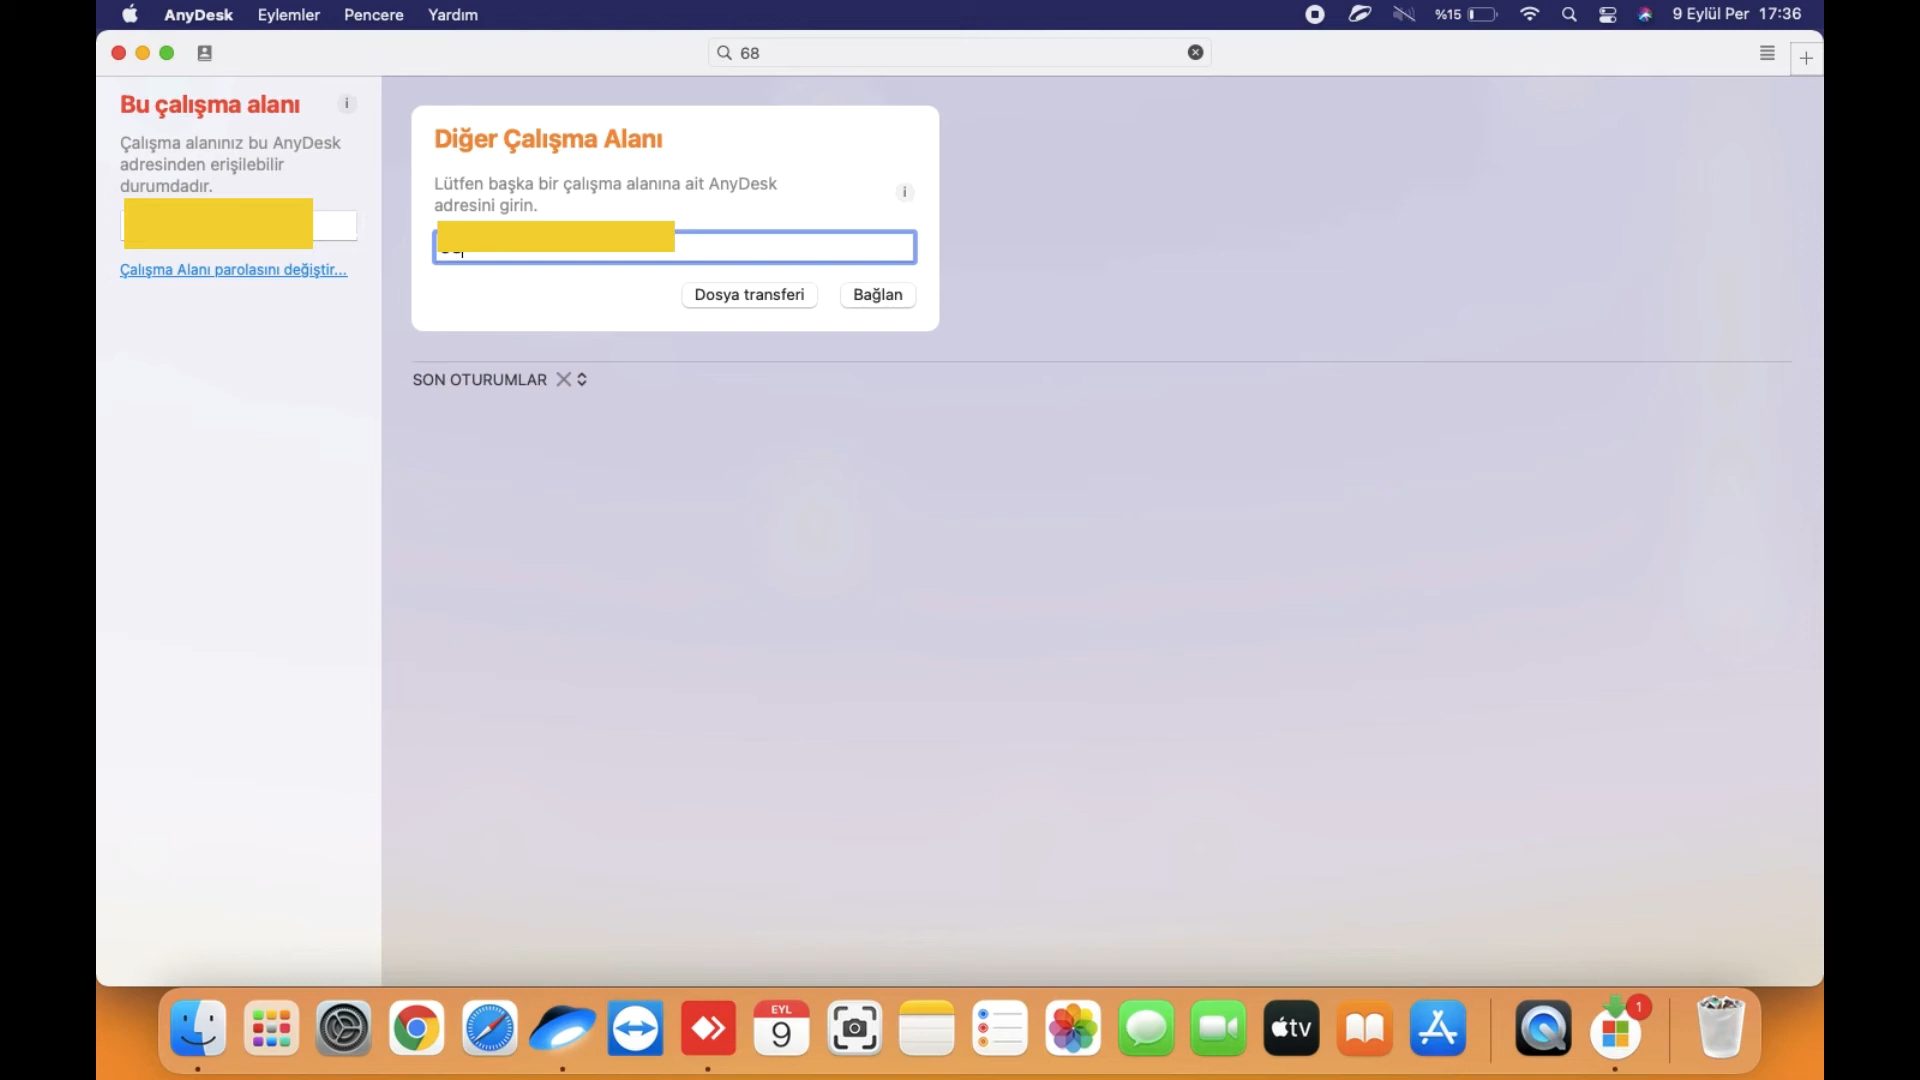 AnyDesk Eylemler Pencere Yardım %15 9 Eylül Per 17:36
68
Bu çalışma alanı i
Çalışma alanınız bu AnyDesk
adresinden erişilebilir
durumdadır.
Çalışma Alanı parolasını değiştir...
Diğer Çalışma Alanı
Lütfen başka bir çalışma alanına ait AnyDesk
adresini girin.
i
Dosya transferi Bağlan
SON OTURUMLAR
EYL
9
tv
1